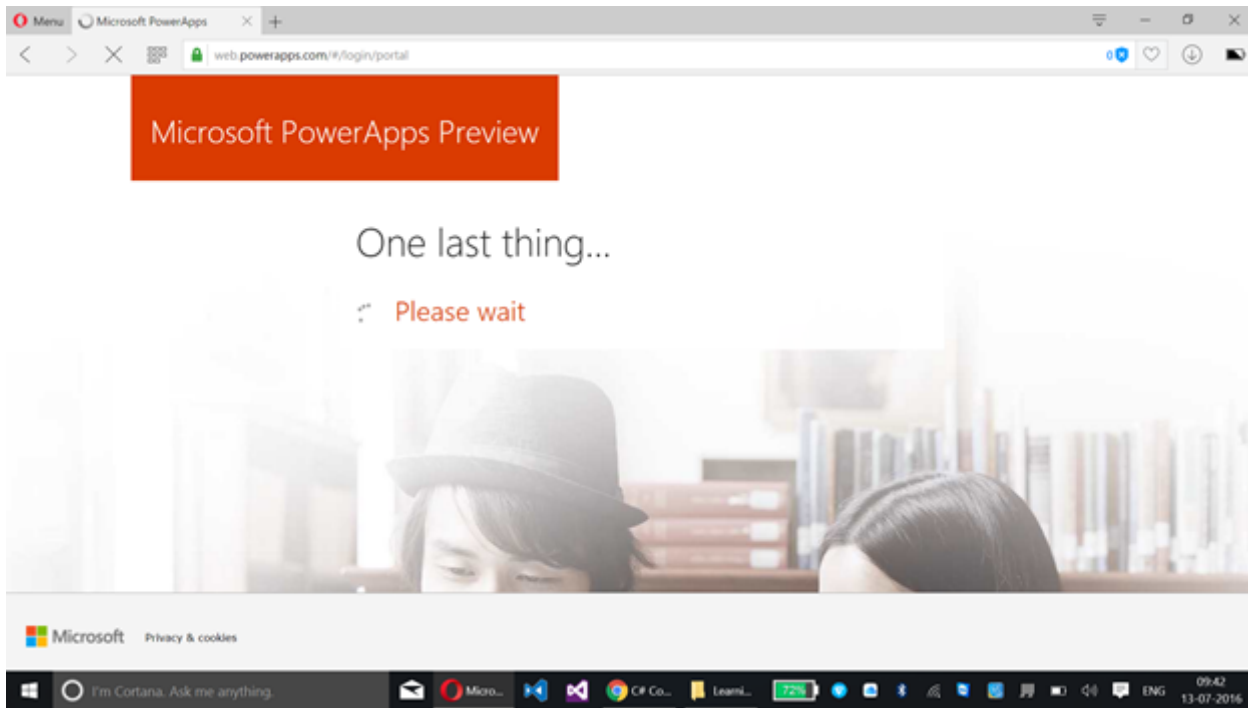 Menu
Microsoft PowerApps
web.powerapps.com/#/login/portal
0
Microsoft PowerApps Preview
One last thing...
Please wait
Microsoft
Privacy & cookies
I'm Cortana. Ask me anything.
Micro...
C# Co...
Learni...
72%
ENG
09:42
13-07-2016